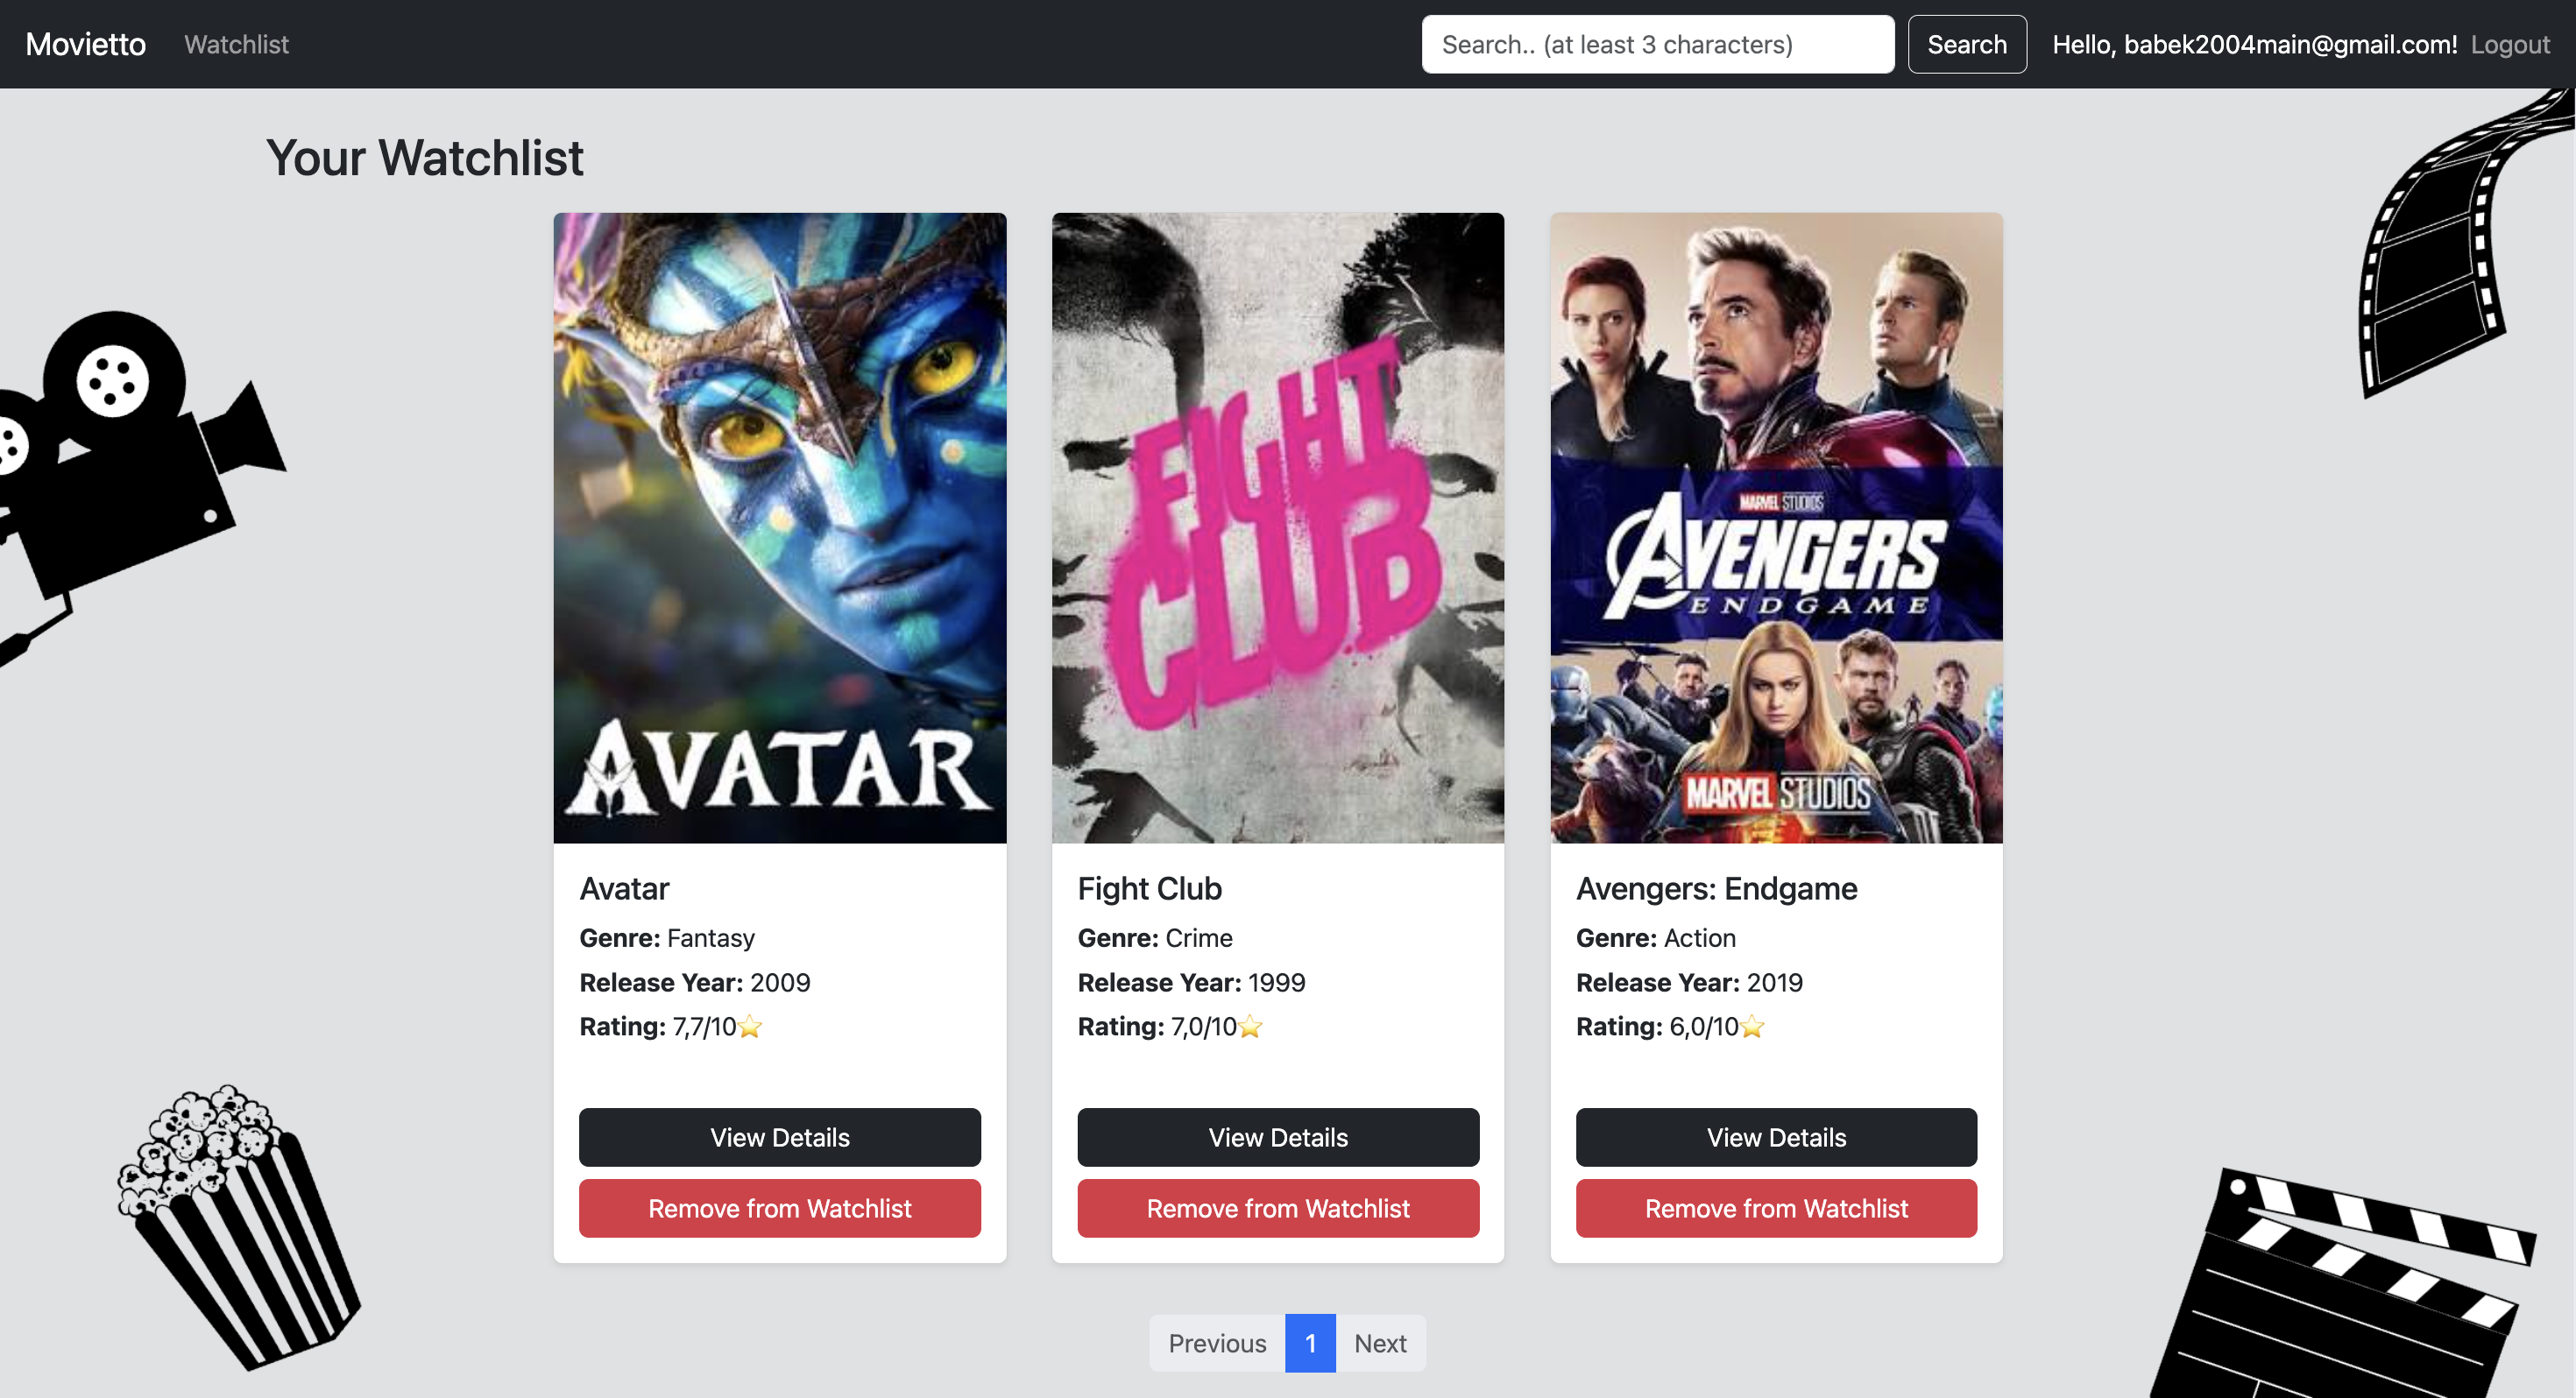 Movietto Watchlist Search.. (at least 3 characters) Search Hello, babek2004main@gmail.com! Logout
Your Watchlist
AVATAR
FIGHT
CLUB
MARVEL STUDIOS
AVENGERS
ENDGAME
MARVEL STUDIOS
Avatar
Genre: Fantasy
Release Year: 2009
Rating: 7,7/10⭐
View Details
Remove from Watchlist
Fight Club
Genre: Crime
Release Year: 1999
Rating: 7,0/10⭐
View Details
Remove from Watchlist
Avengers: Endgame
Genre: Action
Release Year: 2019
Rating: 6,0/10⭐
View Details
Remove from Watchlist
Previous 1 Next